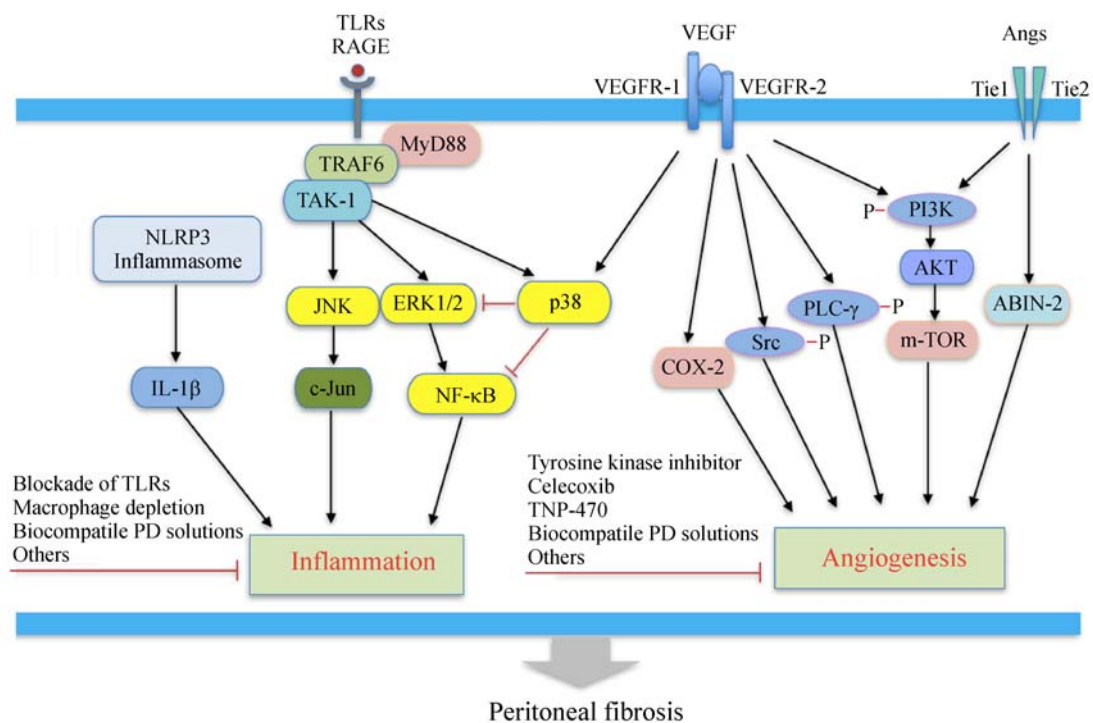 TLRs
RAGE
VEGF
Angs
VEGFR-1
VEGFR-2
Tie1
Tie2
MyD88
TRAF6
TAK-1
P
PI3K
NLRP3
Inflammasome
AKT
JNK
ERK1/2
p38
PLC-γ
P
ABIN-2
Src
P
m-TOR
COX-2
IL-1β
c-Jun
NF-κB
Blockade of TLRs
Macrophage depletion
Biocompatile PD solutions
Others
Tyrosine kinase inhibitor
Celecoxib
TNP-470
Biocompatile PD solutions
Others
Inflammation
Angiogenesis
Peritoneal fibrosis